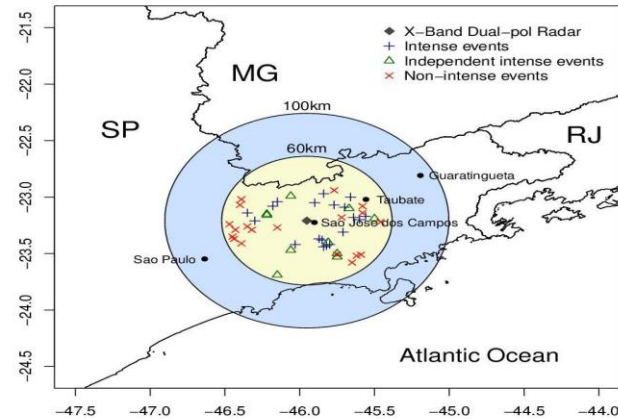 X-Band Dual-pol Radar
Intense events
Independent intense events
Non-intense events
MG
SP
RJ
100km
60km
Guaratingueta
Taubate
Sao Jose dos Campos
Sao Paulo
Atlantic Ocean
−21.5
−22.0
−22.5
−23.0
−23.5
−24.0
−24.5
−47.5 −47.0 −46.5 −46.0 −45.5 −45.0 −44.5 −44.0